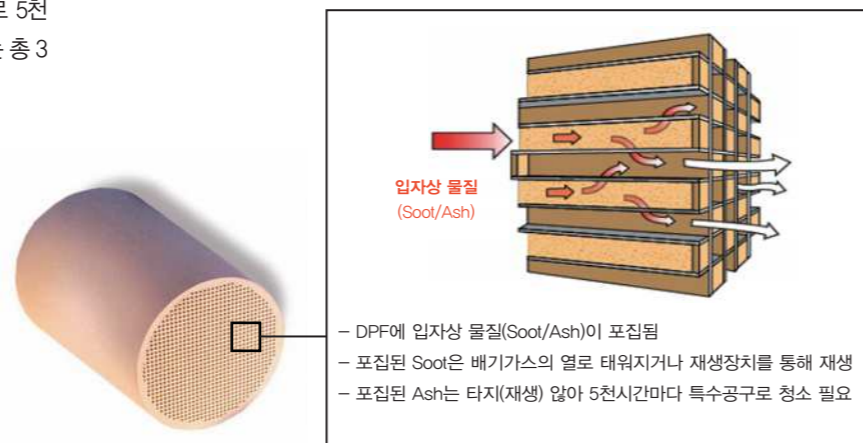 로 5천
는 총 3
입자상 물질
(Soot/Ash)
– DPF에 입자상 물질(Soot/Ash)이 포집됨
– 포집된 Soot은 배기가스의 열로 태워지거나 재생장치를 통해 재생
– 포집된 Ash는 타지(재생) 않아 5천시간마다 특수공구로 청소 필요